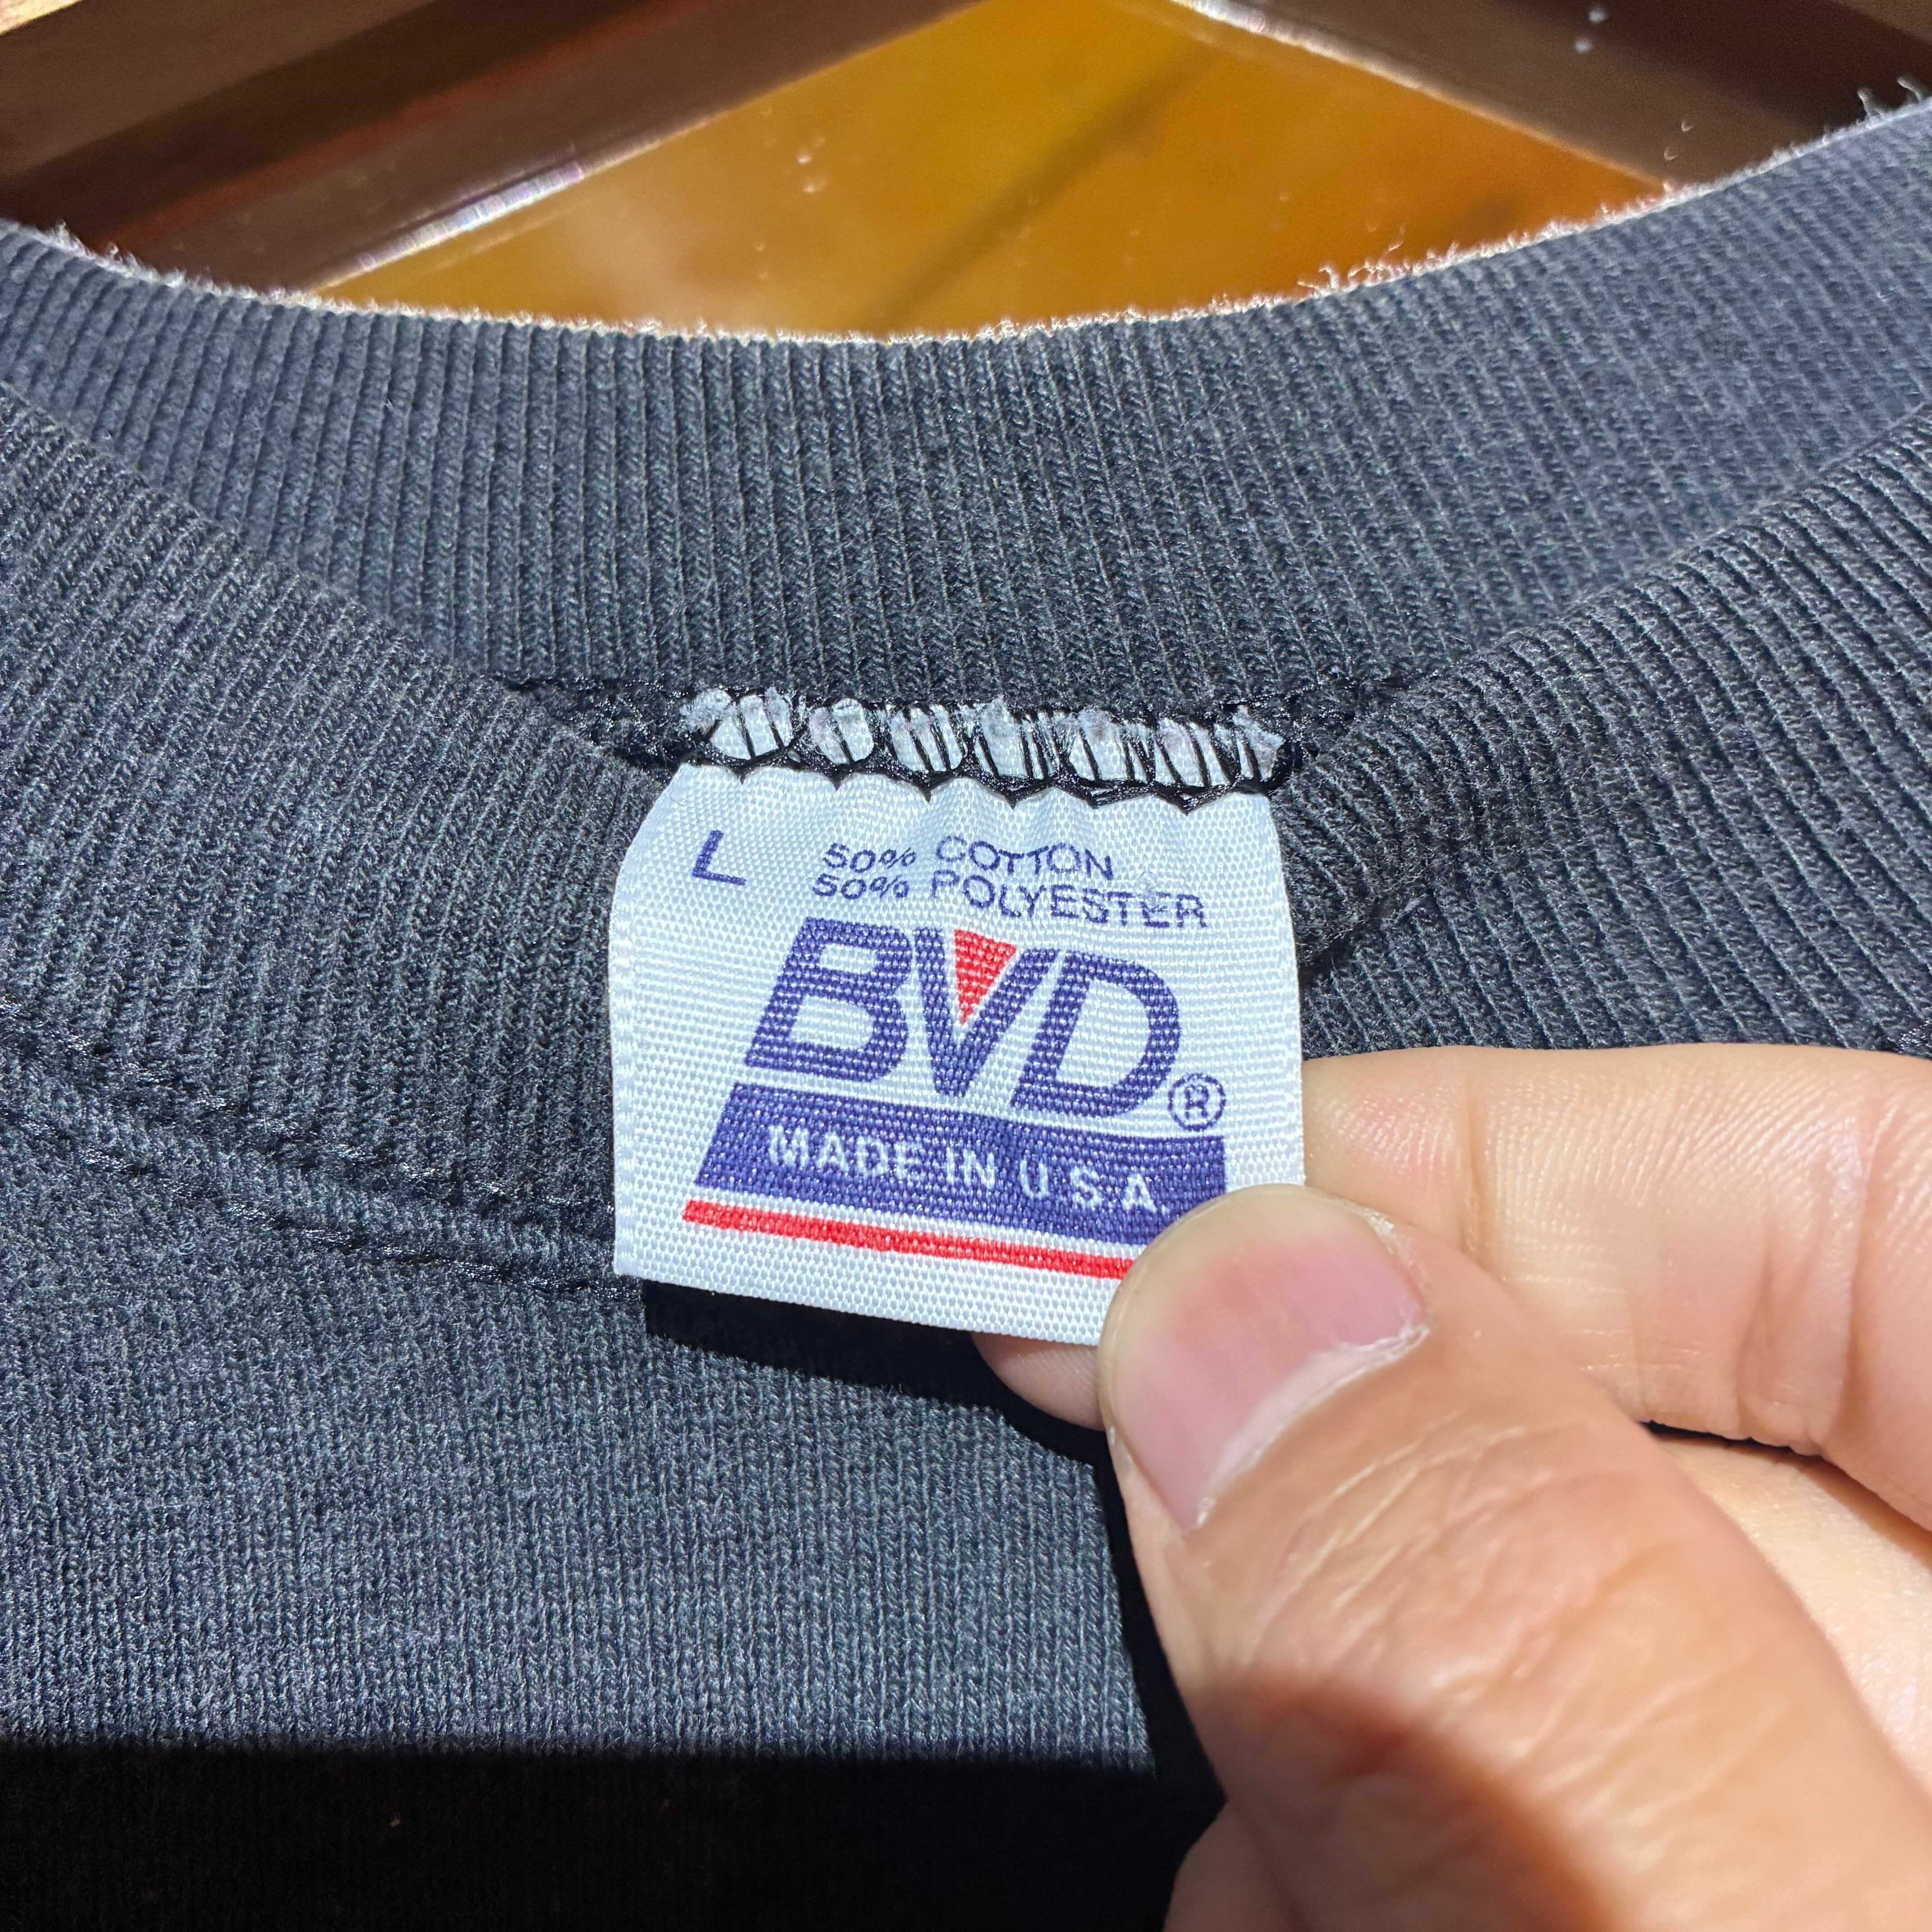 L
50% COTTON
50% POLYESTER
BVD®
MADE IN U.S.A.